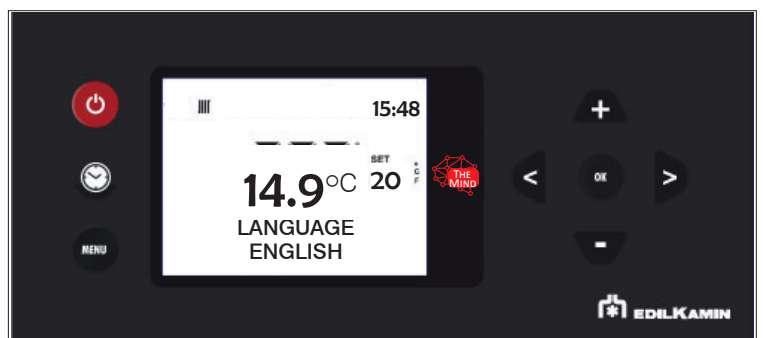 15:48
SET
14.9°C
20
°C
F
LANGUAGE
ENGLISH
THE
MIND
MENU
<
OK
>
+
-
EDILKAMIN